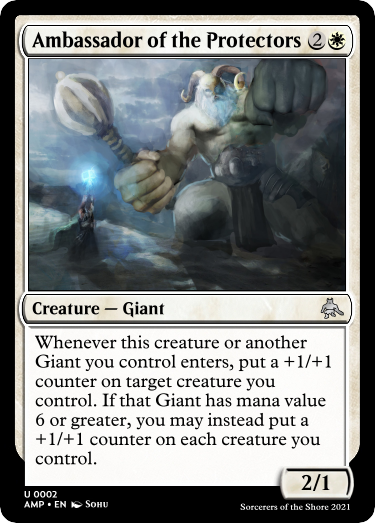 Ambassador of the Protectors 2
Creature — Giant
Whenever this creature or another
Giant you control enters, put a +1/+1
counter on target creature you
control. If that Giant has mana value
6 or greater, you may instead put a
+1/+1 counter on each creature you
control.
2/1
U 0002
AMP • EN Sohu
Sorcerers of the Shore 2021